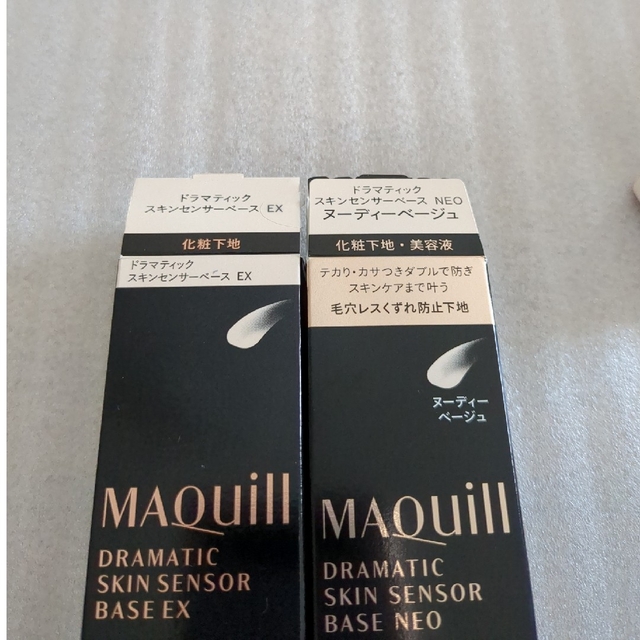 ドラマティック
スキンセンサーベース EX
化粧下地
ドラマティック
スキンセンサーベース EX
MAQuill
DRAMATIC
SKIN SENSOR
BASE EX
ドラマティック
スキンセンサーベース NEO
ヌーディーベージュ
化粧下地・美容液
テカリ・カサつきダブルで防ぎ
スキンケアまで叶う
毛穴レスくずれ防止下地
ヌーディー
ベージュ
MAQuill
DRAMATIC
SKIN SENSOR
BASE NEO